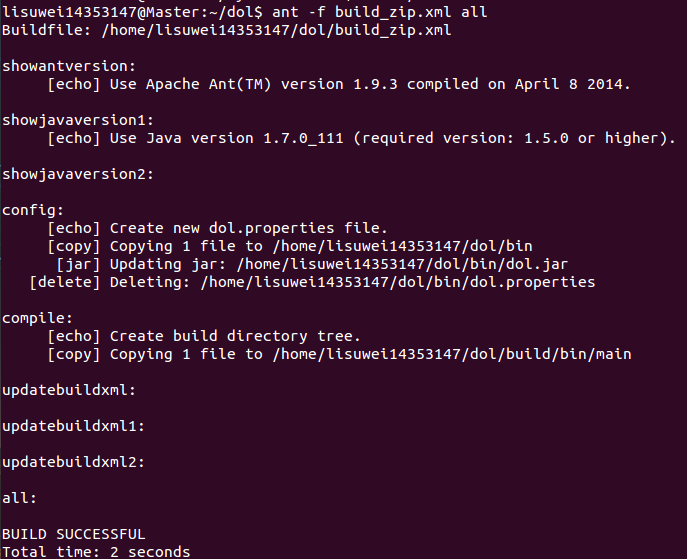 lisuwei14353147@Master:~/dol$ ant -f build_zip.xml all
Buildfile: /home/lisuwei14353147/dol/build_zip.xml
showantversion:
[echo] Use Apache Ant(TM) version 1.9.3 compiled on April 8 2014.
showjavaversion1:
[echo] Use Java version 1.7.0_111 (required version: 1.5.0 or higher).
showjavaversion2:
config:
[echo] Create new dol.properties file.
[copy] Copying 1 file to /home/lisuwei14353147/dol/bin
[jar] Updating jar: /home/lisuwei14353147/dol/bin/dol.jar
[delete] Deleting: /home/lisuwei14353147/dol/bin/dol.properties
compile:
[echo] Create build directory tree.
[copy] Copying 1 file to /home/lisuwei14353147/dol/build/bin/main
updatebuildxml:
updatebuildxml1:
updatebuildxml2:
all:
BUILD SUCCESSFUL
Total time: 2 seconds